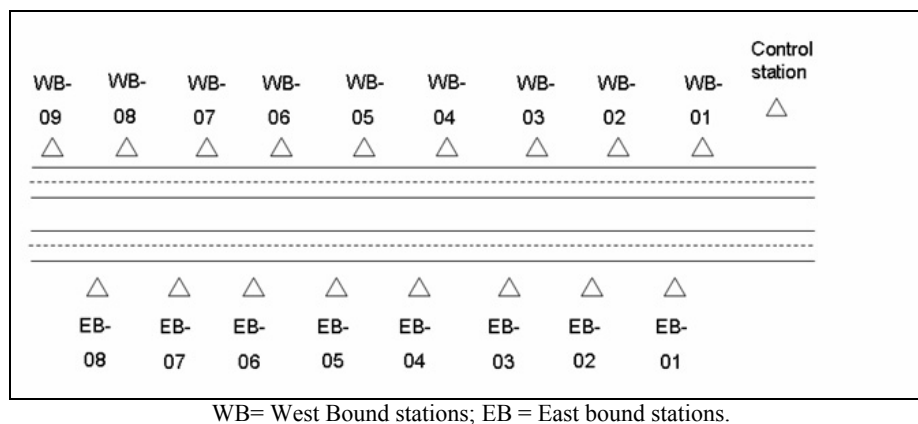 Control
station
WB- WB- WB- WB- WB- WB- WB- WB- WB-
09 08 07 06 05 04 03 02 01
EB- EB- EB- EB- EB- EB- EB- EB-
08 07 06 05 04 03 02 01
WB= West Bound stations; EB = East bound stations.